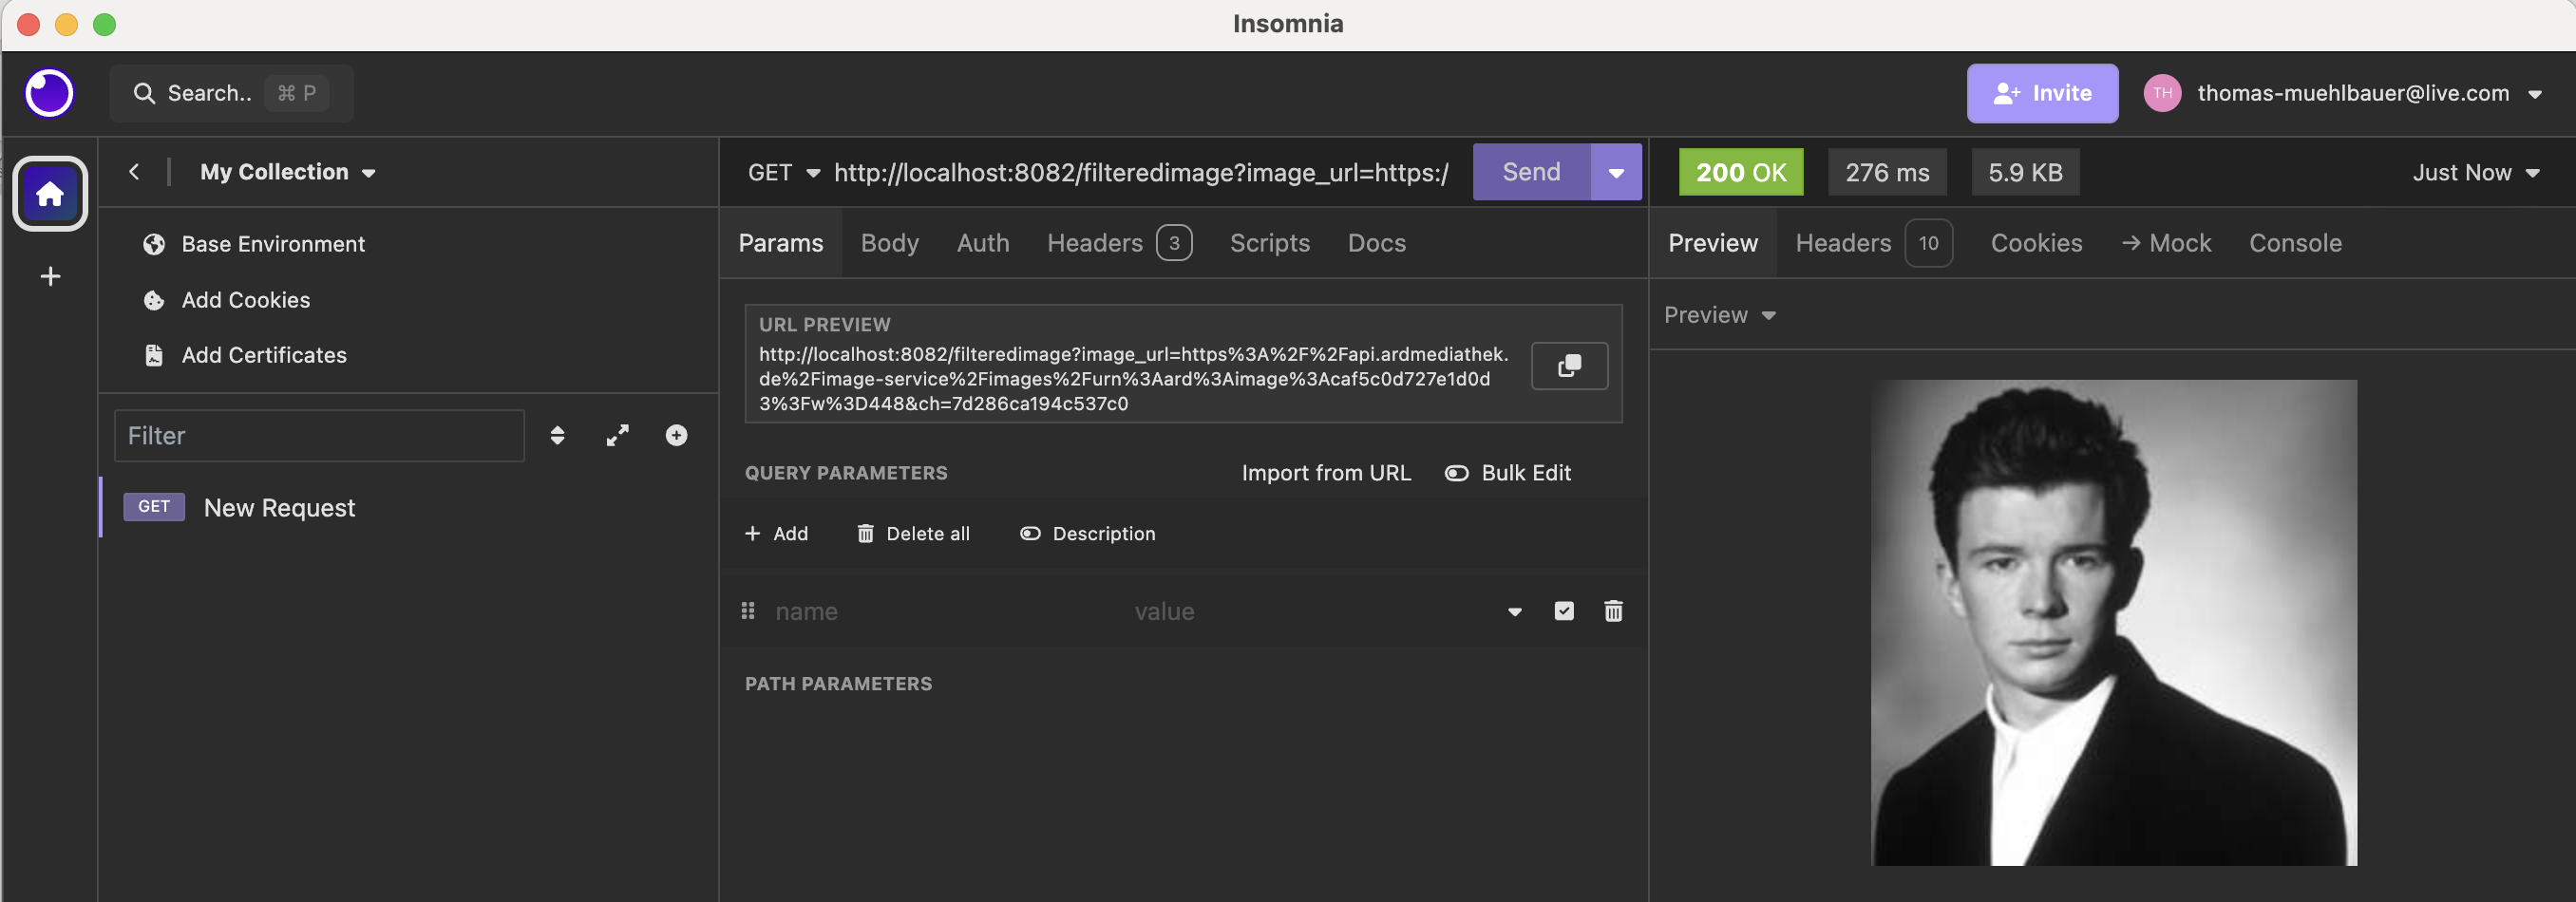 Insomnia
Search.. ⌘ P
Invite
TH
thomas-muehlbauer@live.com
My Collection
Base Environment
Add Cookies
Add Certificates
Filter
GET New Request
GET http://localhost:8082/filteredimage?image_url=https:/ Send
Params Body Auth Headers 3 Scripts Docs
URL PREVIEW
http://localhost:8082/filteredimage?image_url=https%3A%2F%2Fapi.ardmediathek.
de%2Fimage-service%2Fimages%2Furn%3Aard%3Aimage%3Acaf5c0d727e1d0d
3%3Fw%3D448&ch=7d286ca194c537c0
QUERY PARAMETERS Import from URL Bulk Edit
+ Add Delete all Description
name value
PATH PARAMETERS
200 OK 276 ms 5.9 KB Just Now
Preview Headers 10 Cookies → Mock Console
Preview